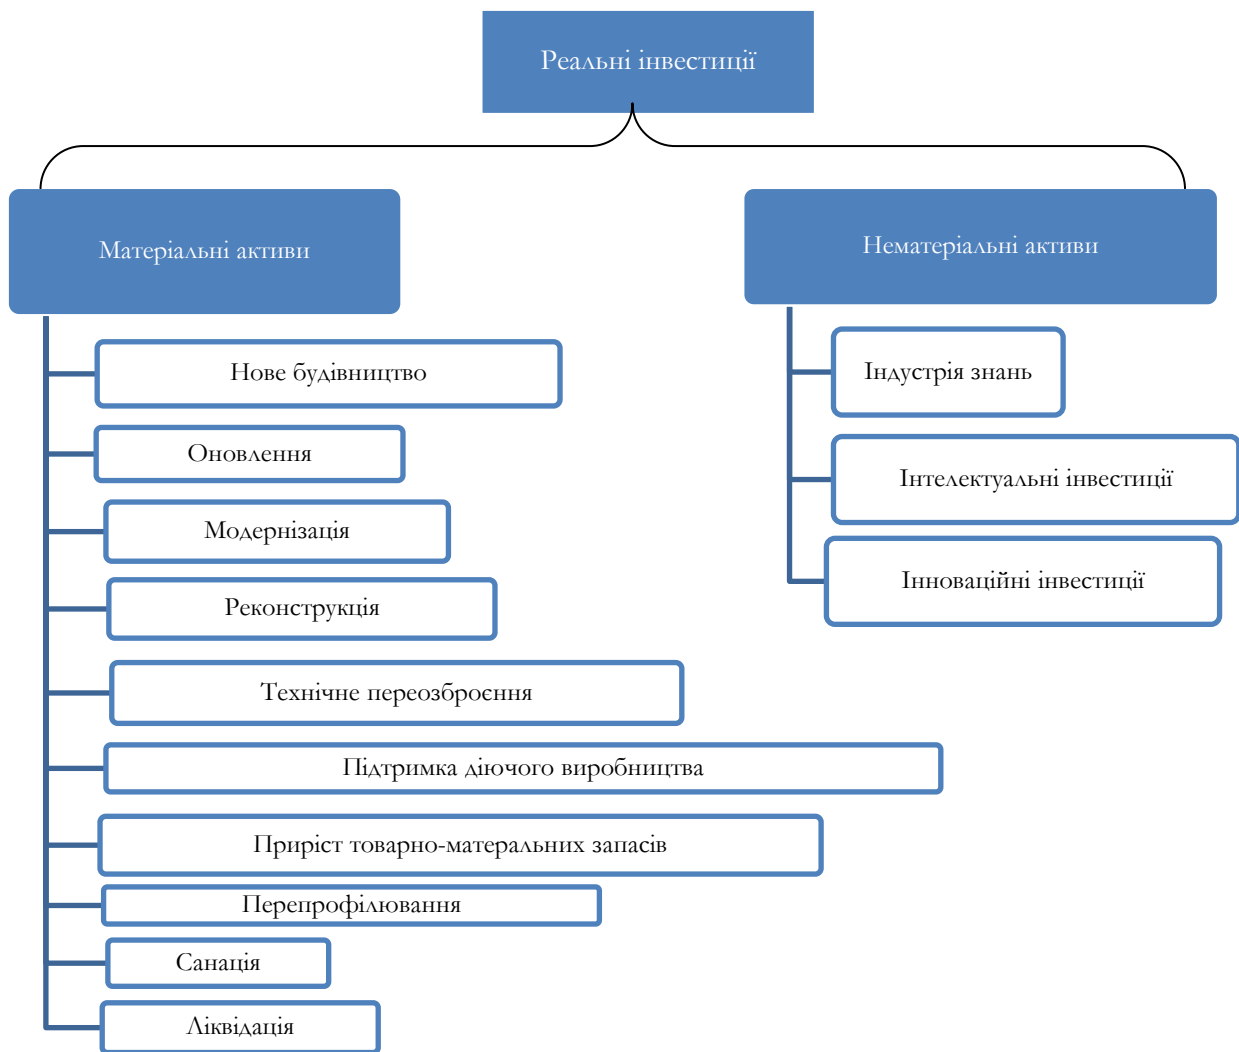 Реальні інвестиції
Матеріальні активи
Нове будівництво
Оновлення
Модернізація
Реконструкція
Технічне переозброєння
Підтримка діючого виробництва
Приріст товарно-матеральних запасів
Перепрофілювання
Санація
Ліквідація
Нематеріальні активи
Індустрія знань
Інтелектуальні інвестиції
Інноваційні інвестиції